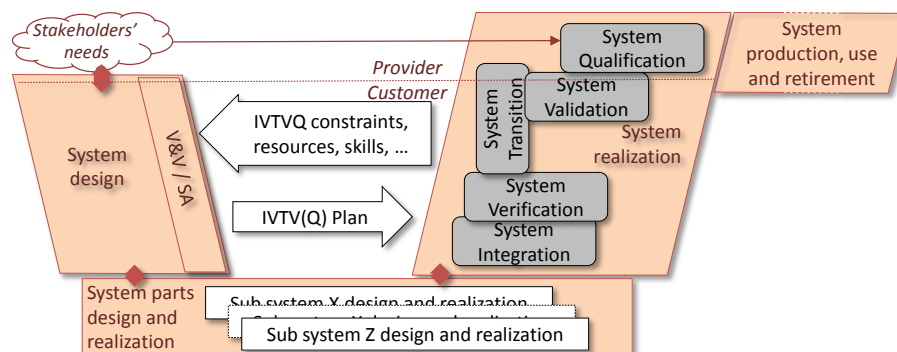 Stakeholders'
needs
System
Qualification
System
production, use
and retirement
Provider
Customer
System
Validation
System
Transition
System
realization
IVTVQ constraints,
resources, skills, ...
V&V / SA
System
design
System
Verification
IVTV(Q) Plan
System
Integration
System parts
design and
realization
Sub system X design and realization
Sub system Z design and realization